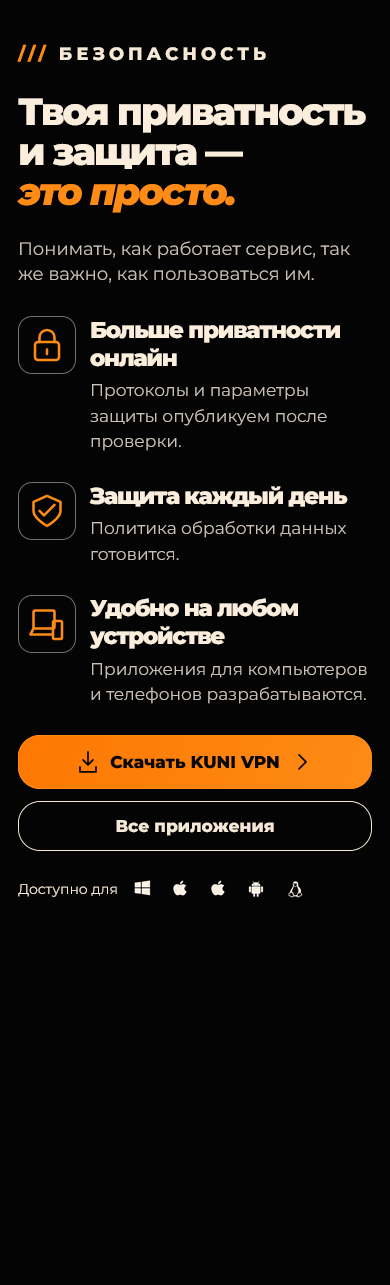 /// БЕЗОПАСНОСТЬ
Твоя приватность
и защита —
это просто.
Понимать, как работает сервис, так
же важно, как пользоваться им.
Больше приватности
онлайн
Протоколы и параметры
защиты опубликуем после
проверки.
Защита каждый день
Политика обработки данных
готовится.
Удобно на любом
устройстве
Приложения для компьютеров
и телефонов разрабатываются.
Скачать KUNI VPN
Все приложения
Доступно для